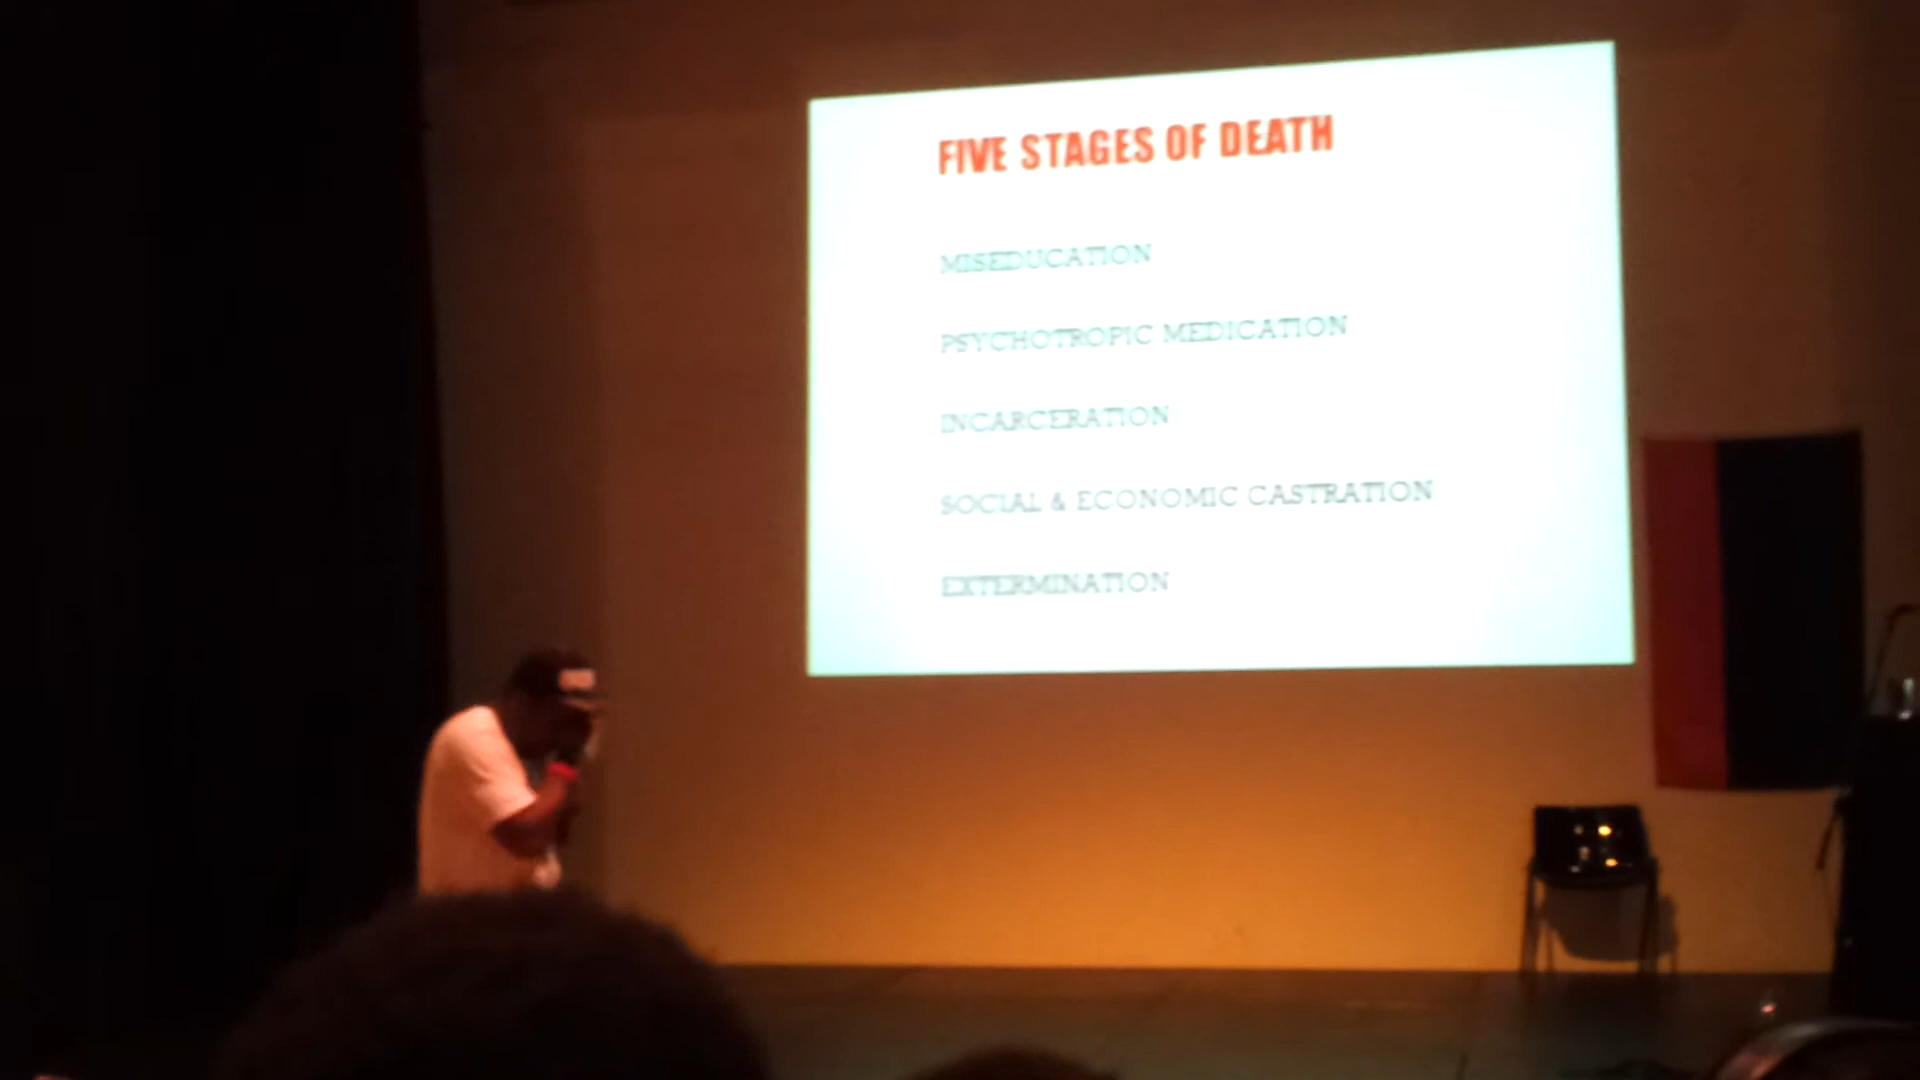 FIVE STAGES OF DEATH
MISEDUCATION
PSYCHOTROPIC MEDICATION
INCARCERATION
SOCIAL & ECONOMIC CASTRATION
EXTERMINATION